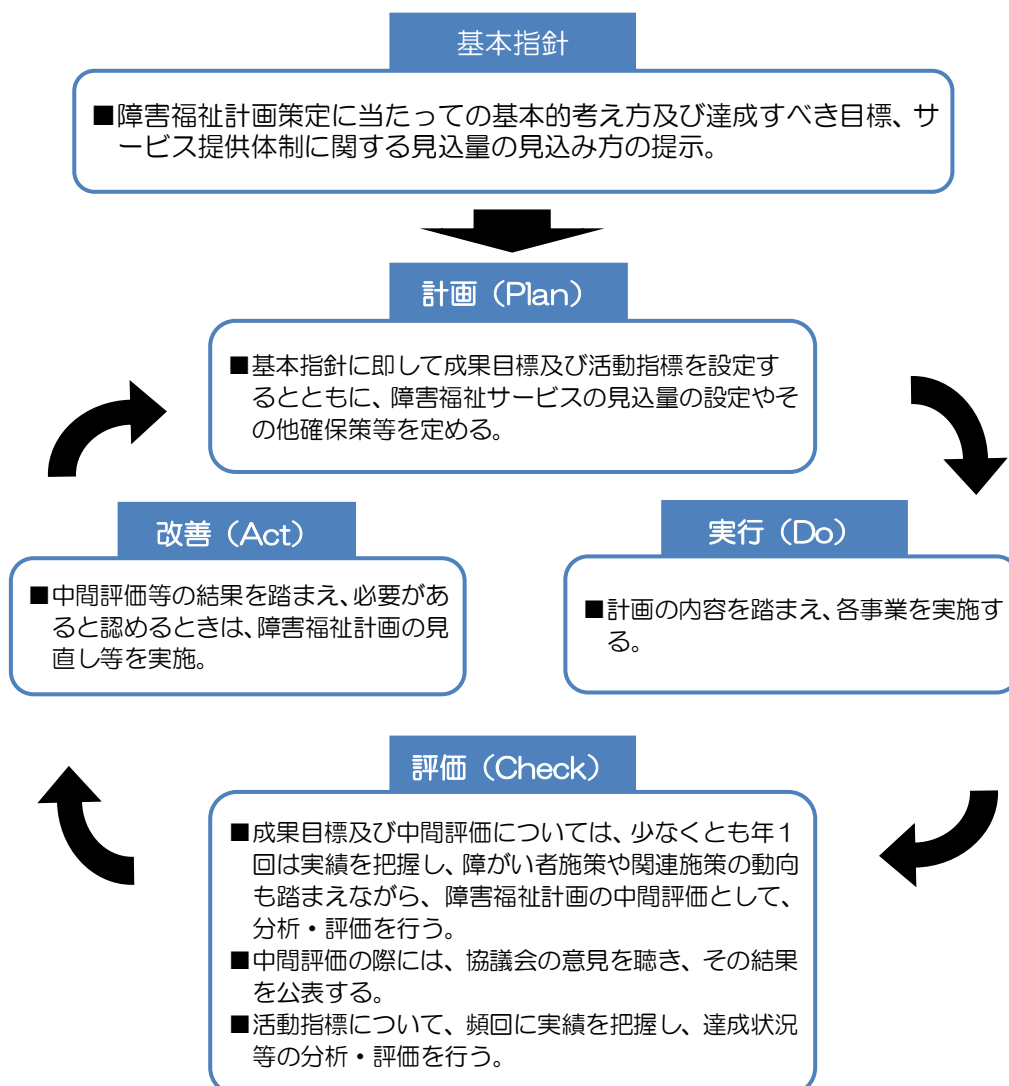 基本指針
■障害福祉計画策定に当たっての基本的考え方及び達成すべき目標、サ
ービス提供体制に関する見込量の見込み方の提示。
計画（Plan）
■基本指針に即して成果目標及び活動指標を設定す
るとともに、障害福祉サービスの見込量の設定やそ
の他確保策等を定める。
改善（Act）
■中間評価等の結果を踏まえ、必要があ
ると認めるときは、障害福祉計画の見
直し等を実施。
実行（Do）
■計画の内容を踏まえ、各事業を実施す
る。
評価（Check）
■成果目標及び中間評価については、少なくとも年１
回は実績を把握し、障がい者施策や関連施策の動向
も踏まえながら、障害福祉計画の中間評価として、
分析・評価を行う。
■中間評価の際には、協議会の意見を聴き、その結果
を公表する。
■活動指標について、頻回に実績を把握し、達成状況
等の分析・評価を行う。